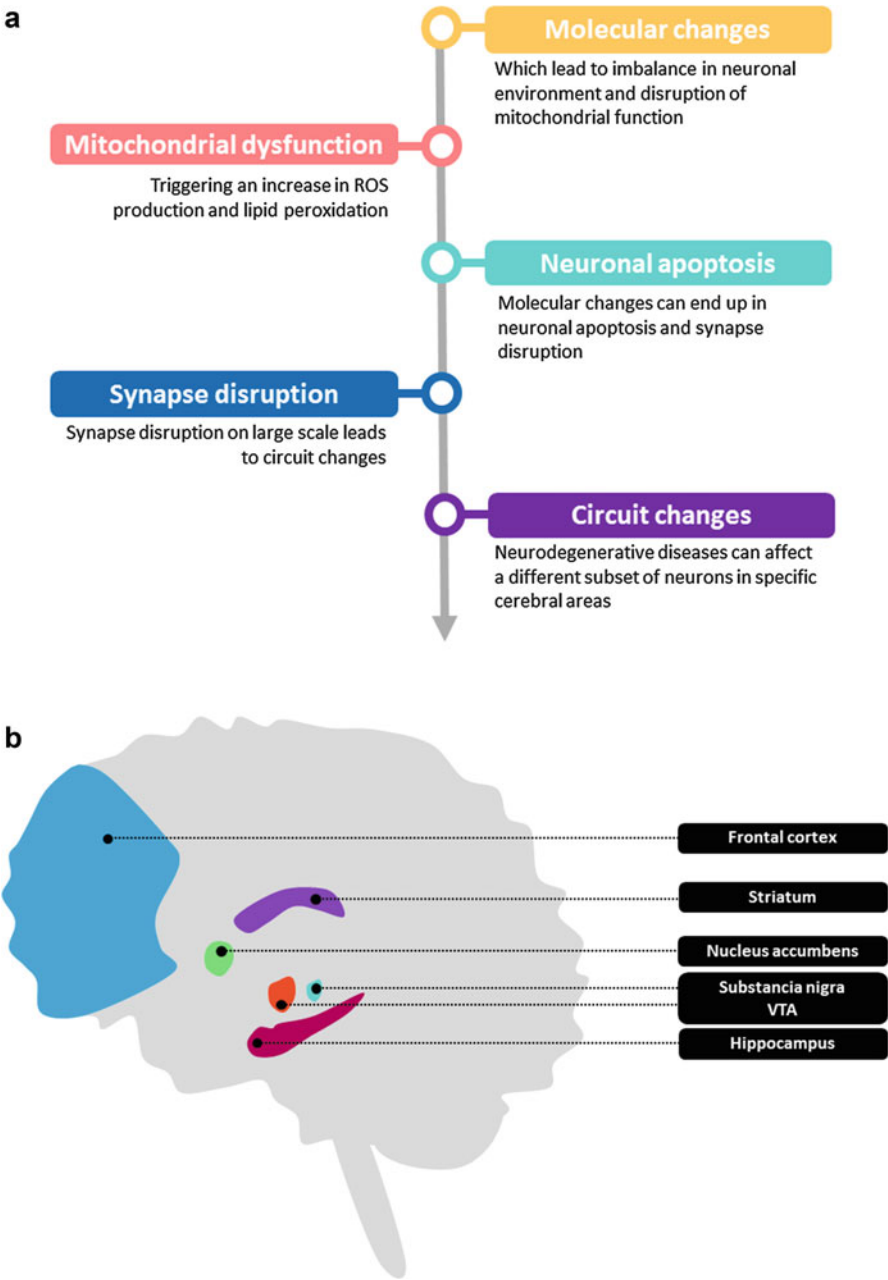 a
Molecular changes
Which lead to imbalance in neuronal
environment and disruption of
mitochondrial function
Mitochondrial dysfunction
Triggering an increase in ROS
production and lipid peroxidation
Neuronal apoptosis
Molecular changes can end up in
neuronal apoptosis and synapse
disruption
Synapse disruption
Synapse disruption on large scale leads
to circuit changes
Circuit changes
Neurodegenerative diseases can affect
a different subset of neurons in specific
cerebral areas
b
Frontal cortex
Striatum
Nucleus accumbens
Substancia nigra
VTA
Hippocampus